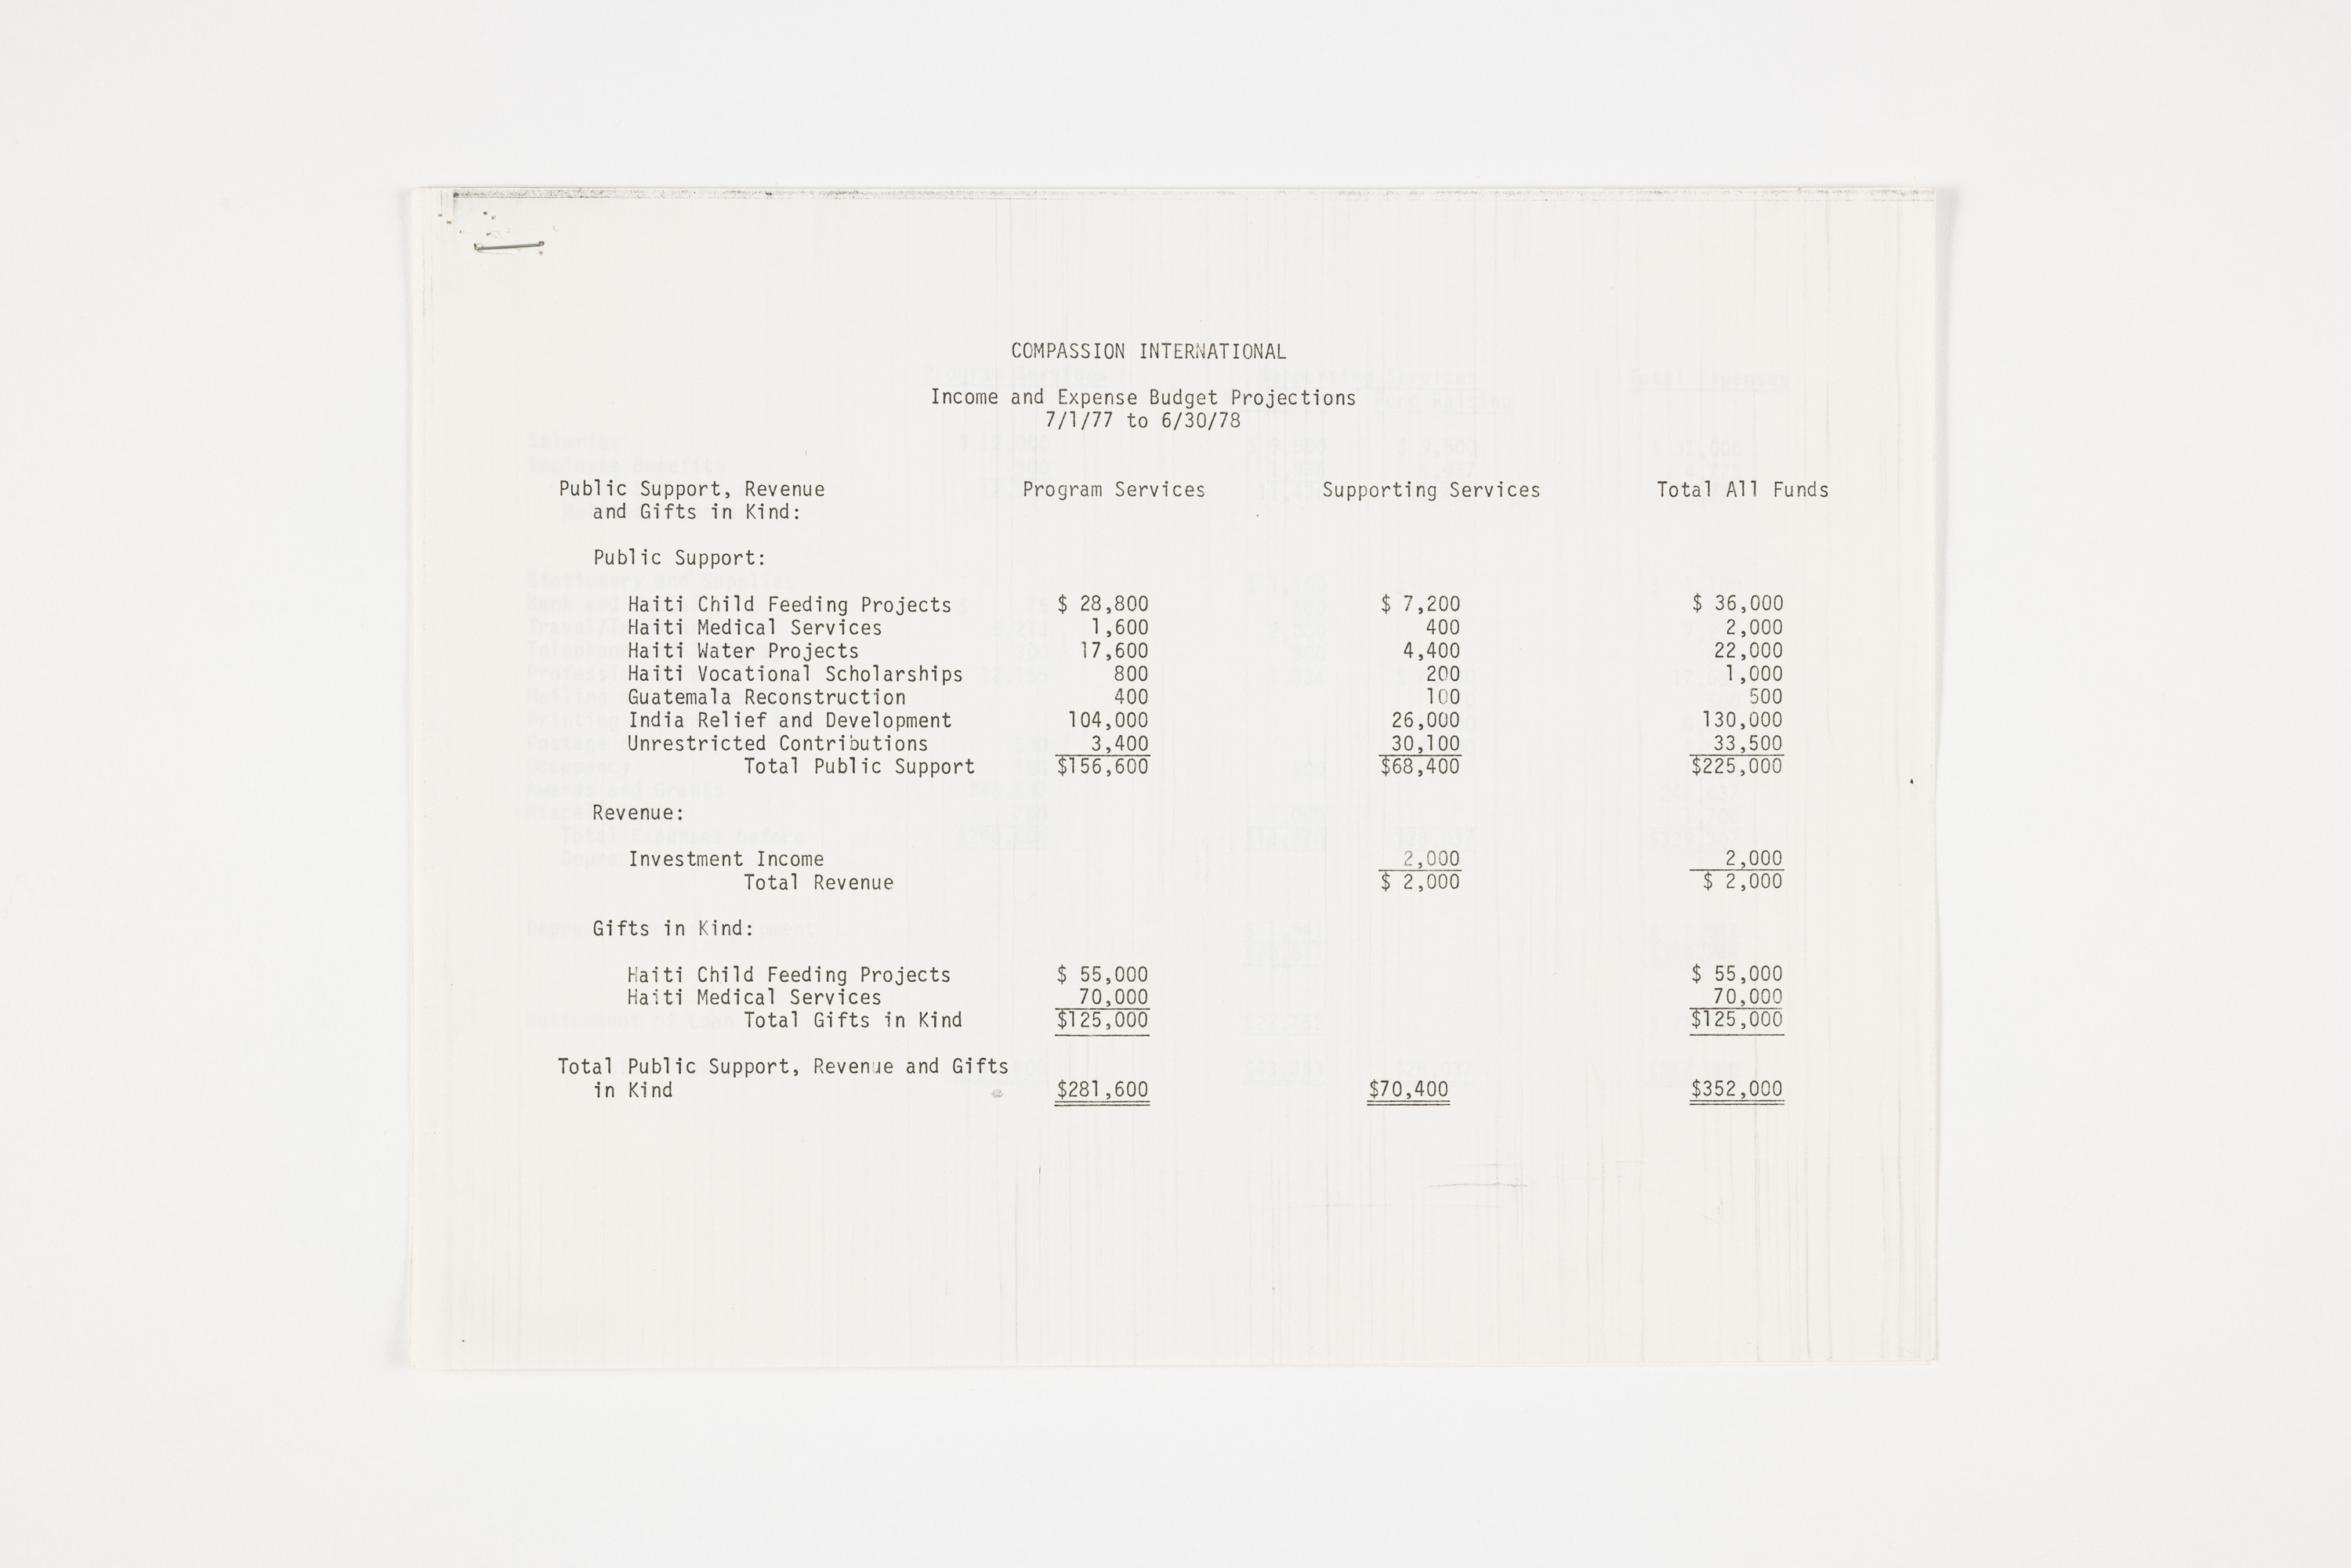 COMPASSION INTERNATIONAL
Income and Expense Budget Projections
7/1/77 to 6/30/78
Public Support, Revenue Program Services Supporting Services Total All Funds
and Gifts in Kind:
Public Support:
Haiti Child Feeding Projects $ 28,800 $ 7,200 $ 36,000
Haiti Medical Services 1,600 400 2,000
Haiti Water Projects 17,600 4,400 22,000
Haiti Vocational Scholarships 800 200 1,000
Guatemala Reconstruction 400 100 500
India Relief and Development 104,000 26,000 130,000
Unrestricted Contributions 3,400 30,100 33,500
Total Public Support $156,600 $68,400 $225,000
Revenue:
Investment Income 2,000 2,000
Total Revenue $ 2,000 $ 2,000
Gifts in Kind:
Haiti Child Feeding Projects $ 55,000 $ 55,000
Haiti Medical Services 70,000 70,000
Total Gifts in Kind $125,000 $125,000
Total Public Support, Revenue and Gifts
in Kind $281,600 $70,400 $352,000